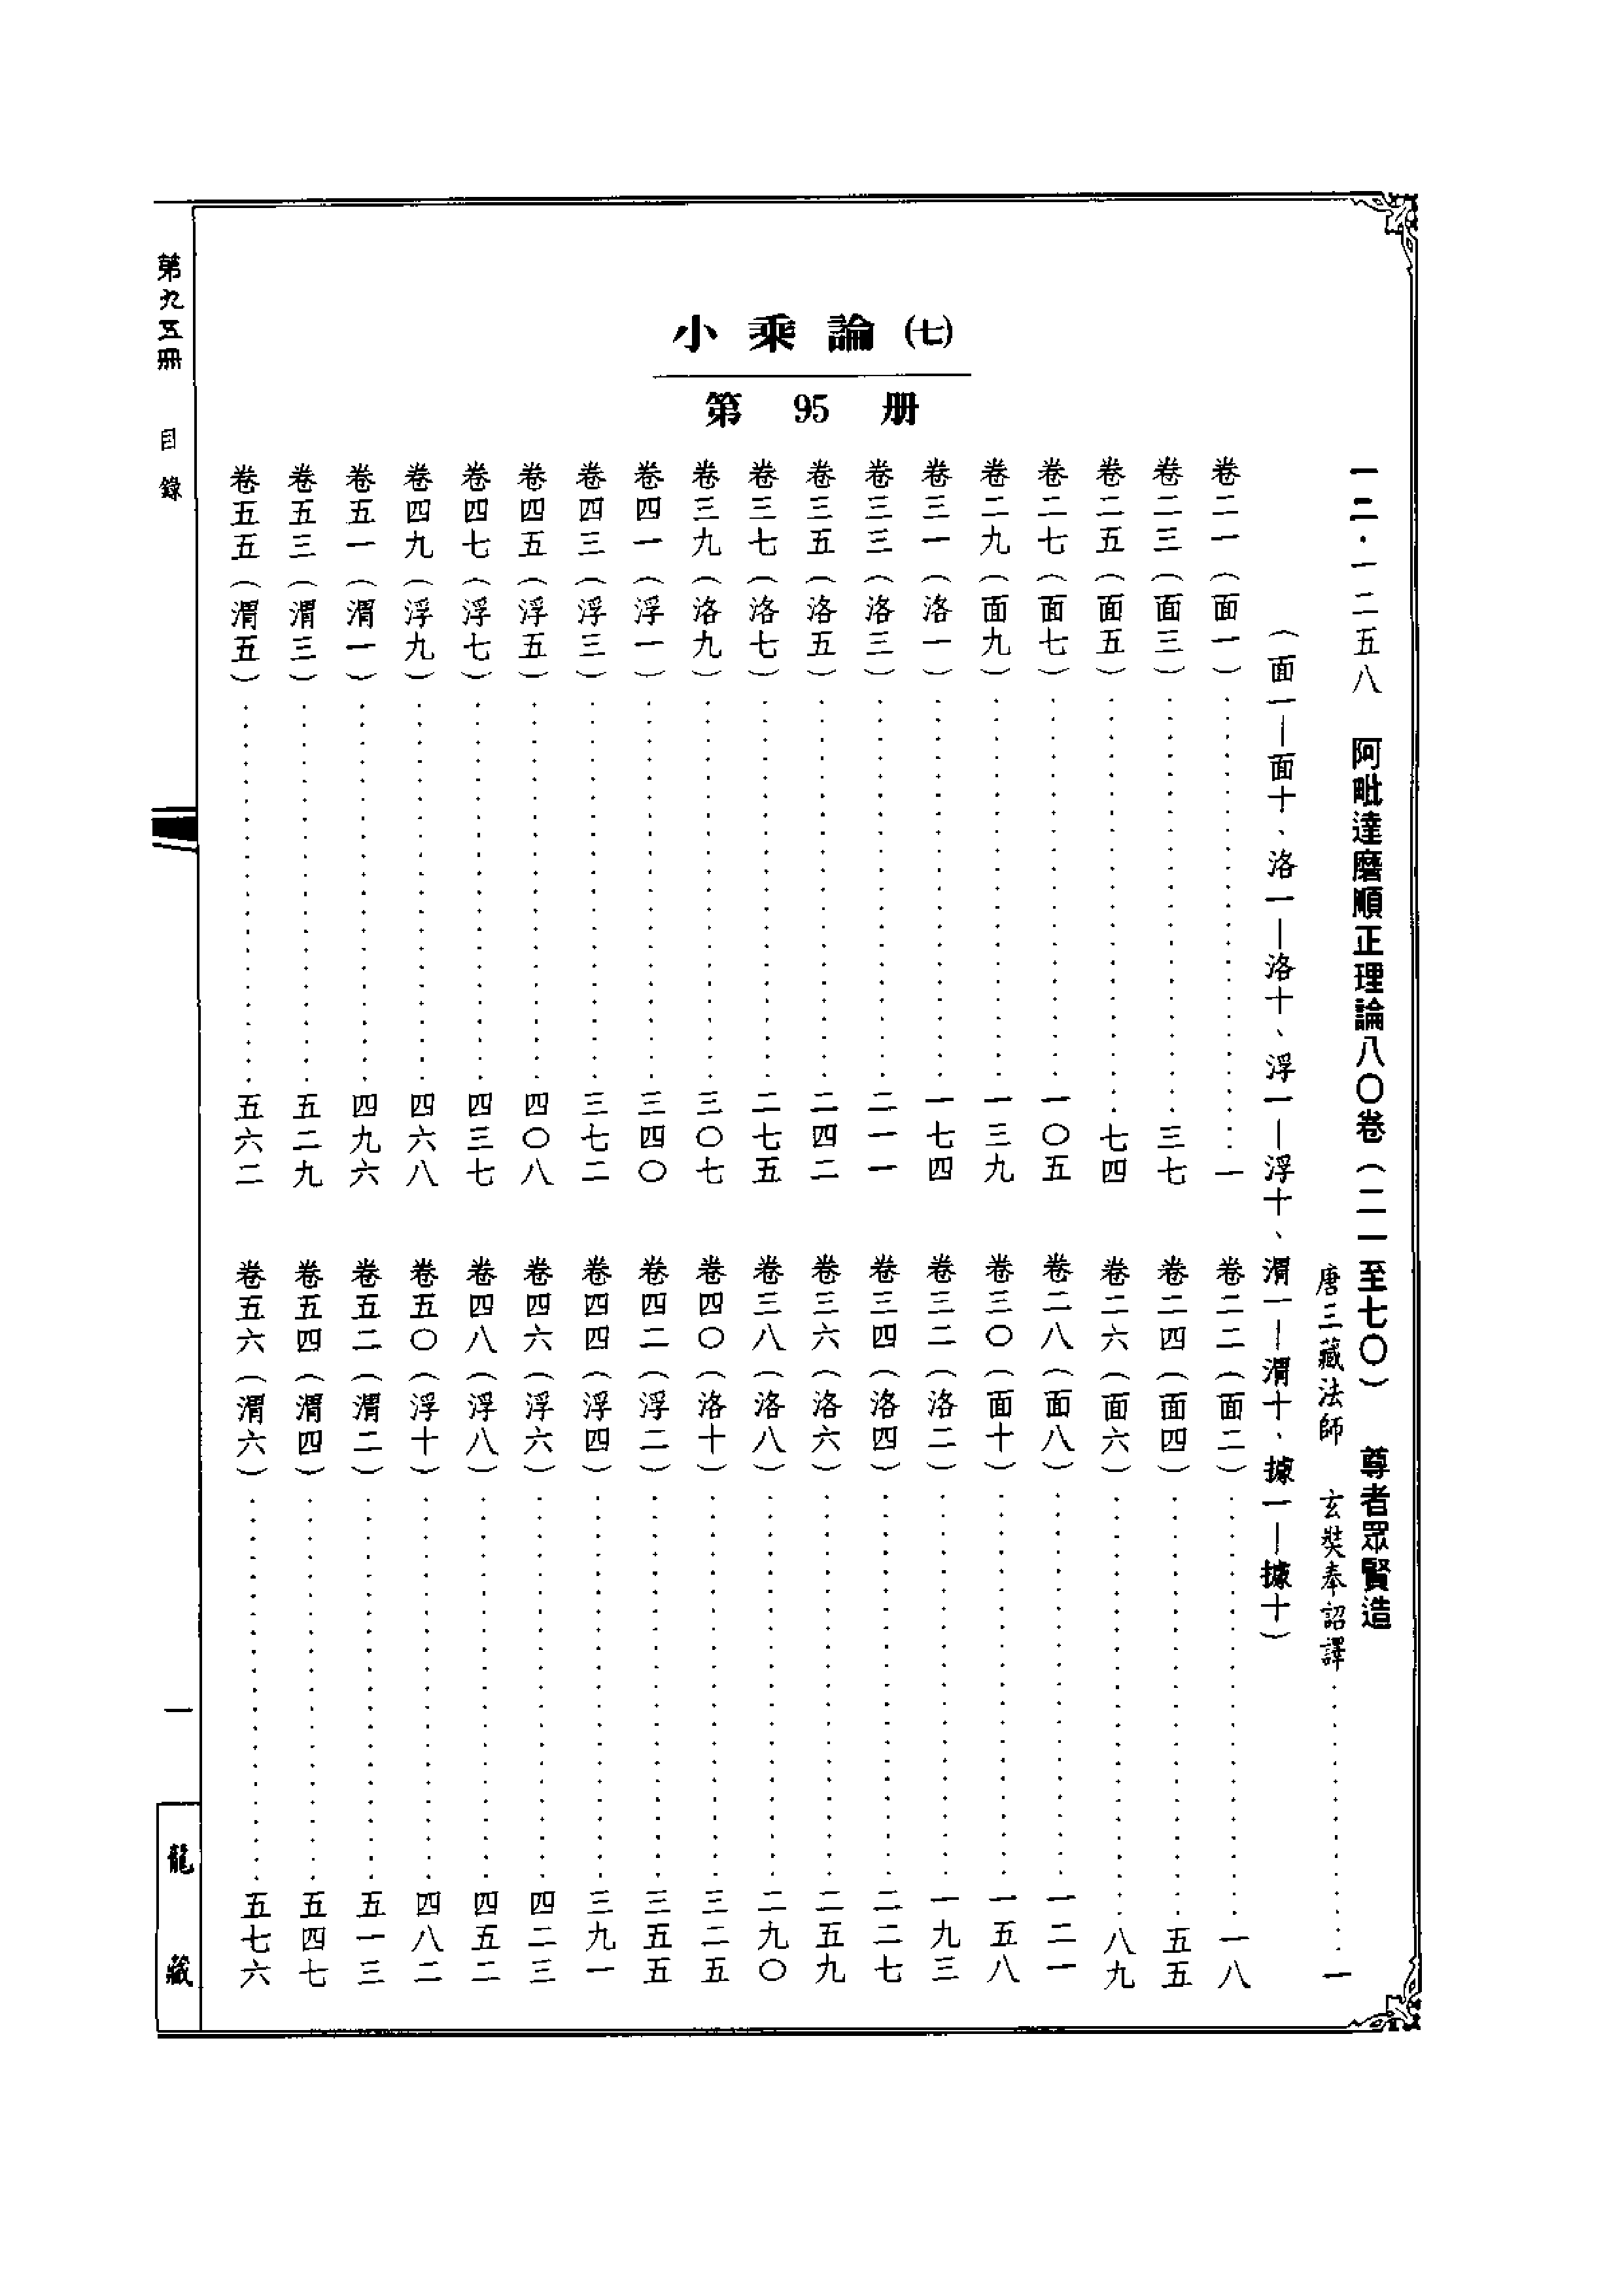 小乘論(七)
第 95 册
一二·一二五八 阿毗達磨順正理論八〇卷(二一至七〇) 尊者眾賢造
唐三藏法師 玄奘奉詔譯……一
(面一—面十、洛一—洛十、浮一—浮十、渭一—渭十、據一—據十)
卷二一(面一)……一
卷二二(面二)……一八
卷二三(面三)……三七
卷二四(面四)……五五
卷二五(面五)……七四
卷二六(面六)……八九
卷二七(面七)……一〇五
卷二八(面八)……一二一
卷二九(面九)……一三九
卷三〇(面十)……一五八
卷三一(洛一)……一七四
卷三二(洛二)……一九三
卷三三(洛三)……二一一
卷三四(洛四)……二二七
卷三五(洛五)……二四二
卷三六(洛六)……二五九
卷三七(洛七)……二七五
卷三八(洛八)……二九〇
卷三九(洛九)……三〇七
卷四〇(洛十)……三二五
卷四一(浮一)……三四〇
卷四二(浮二)……三五五
卷四三(浮三)……三七二
卷四四(浮四)……三九一
卷四五(浮五)……四〇八
卷四六(浮六)……四二三
卷四七(浮七)……四三七
卷四八(浮八)……四五二
卷四九(浮九)……四六八
卷五〇(浮十)……四八二
卷五一(渭一)……四九六
卷五二(渭二)……五一三
卷五三(渭三)……五二九
卷五四(渭四)……五四七
卷五五(渭五)……五六二
卷五六(渭六)……五七六
第九五冊 目錄
一
龍藏